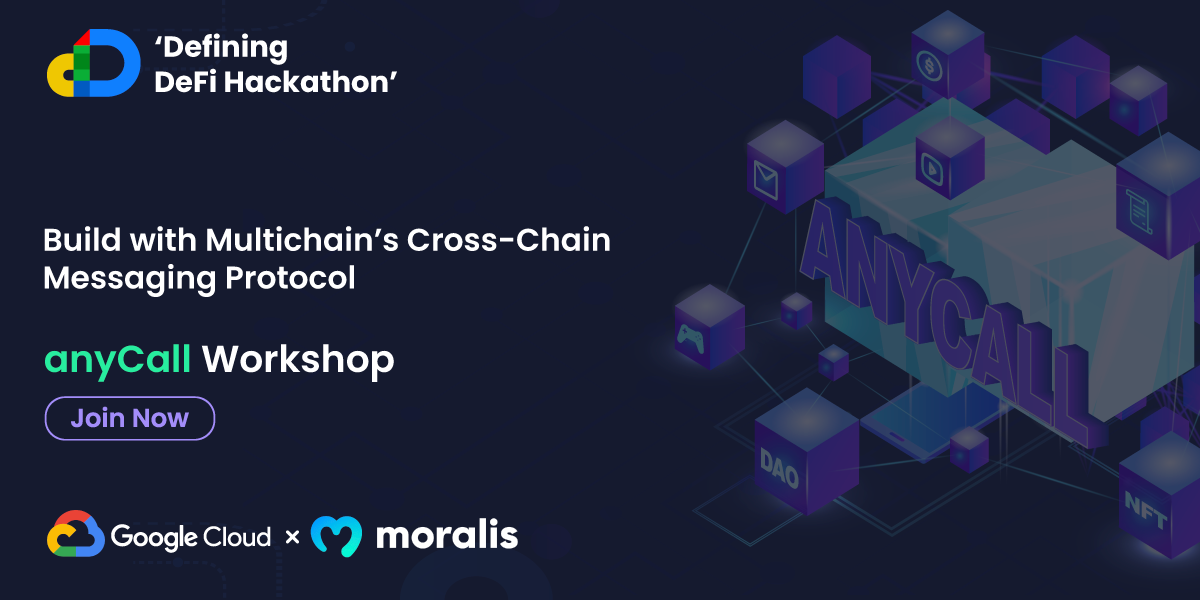 ‘Defining
DeFi Hackathon’
Build with Multichain’s Cross-Chain
Messaging Protocol
anyCall Workshop
Join Now
Google Cloud × moralis
ANYCALL
DAO
NFT